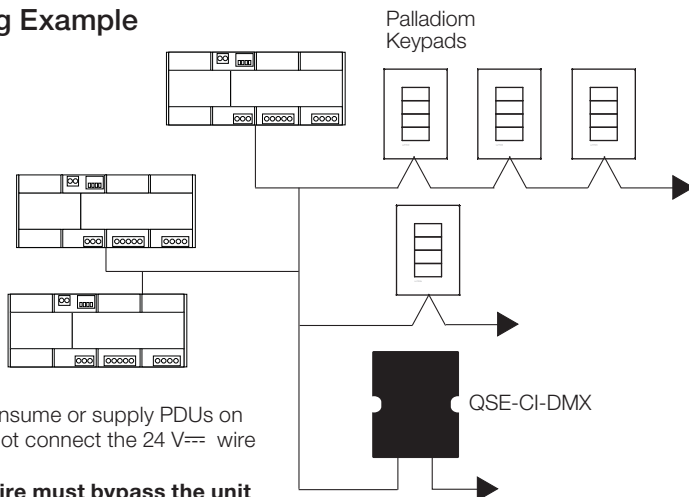 g Example
Palladiom
Keypads
QSE-CI-DMX
nsume or supply PDUs on
ot connect the 24 V⎓ wire
ire must bypass the unit